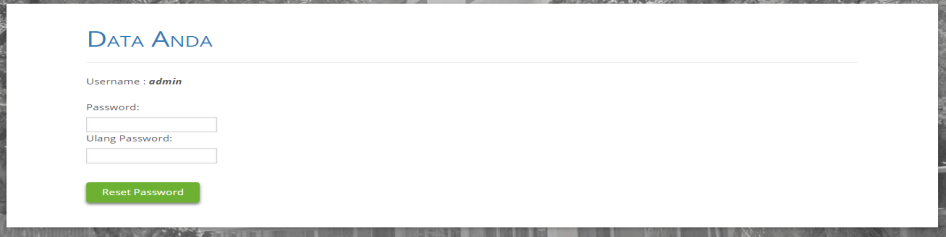 Data Anda
Username : admin
Password:
Ulang Password:
Reset Password